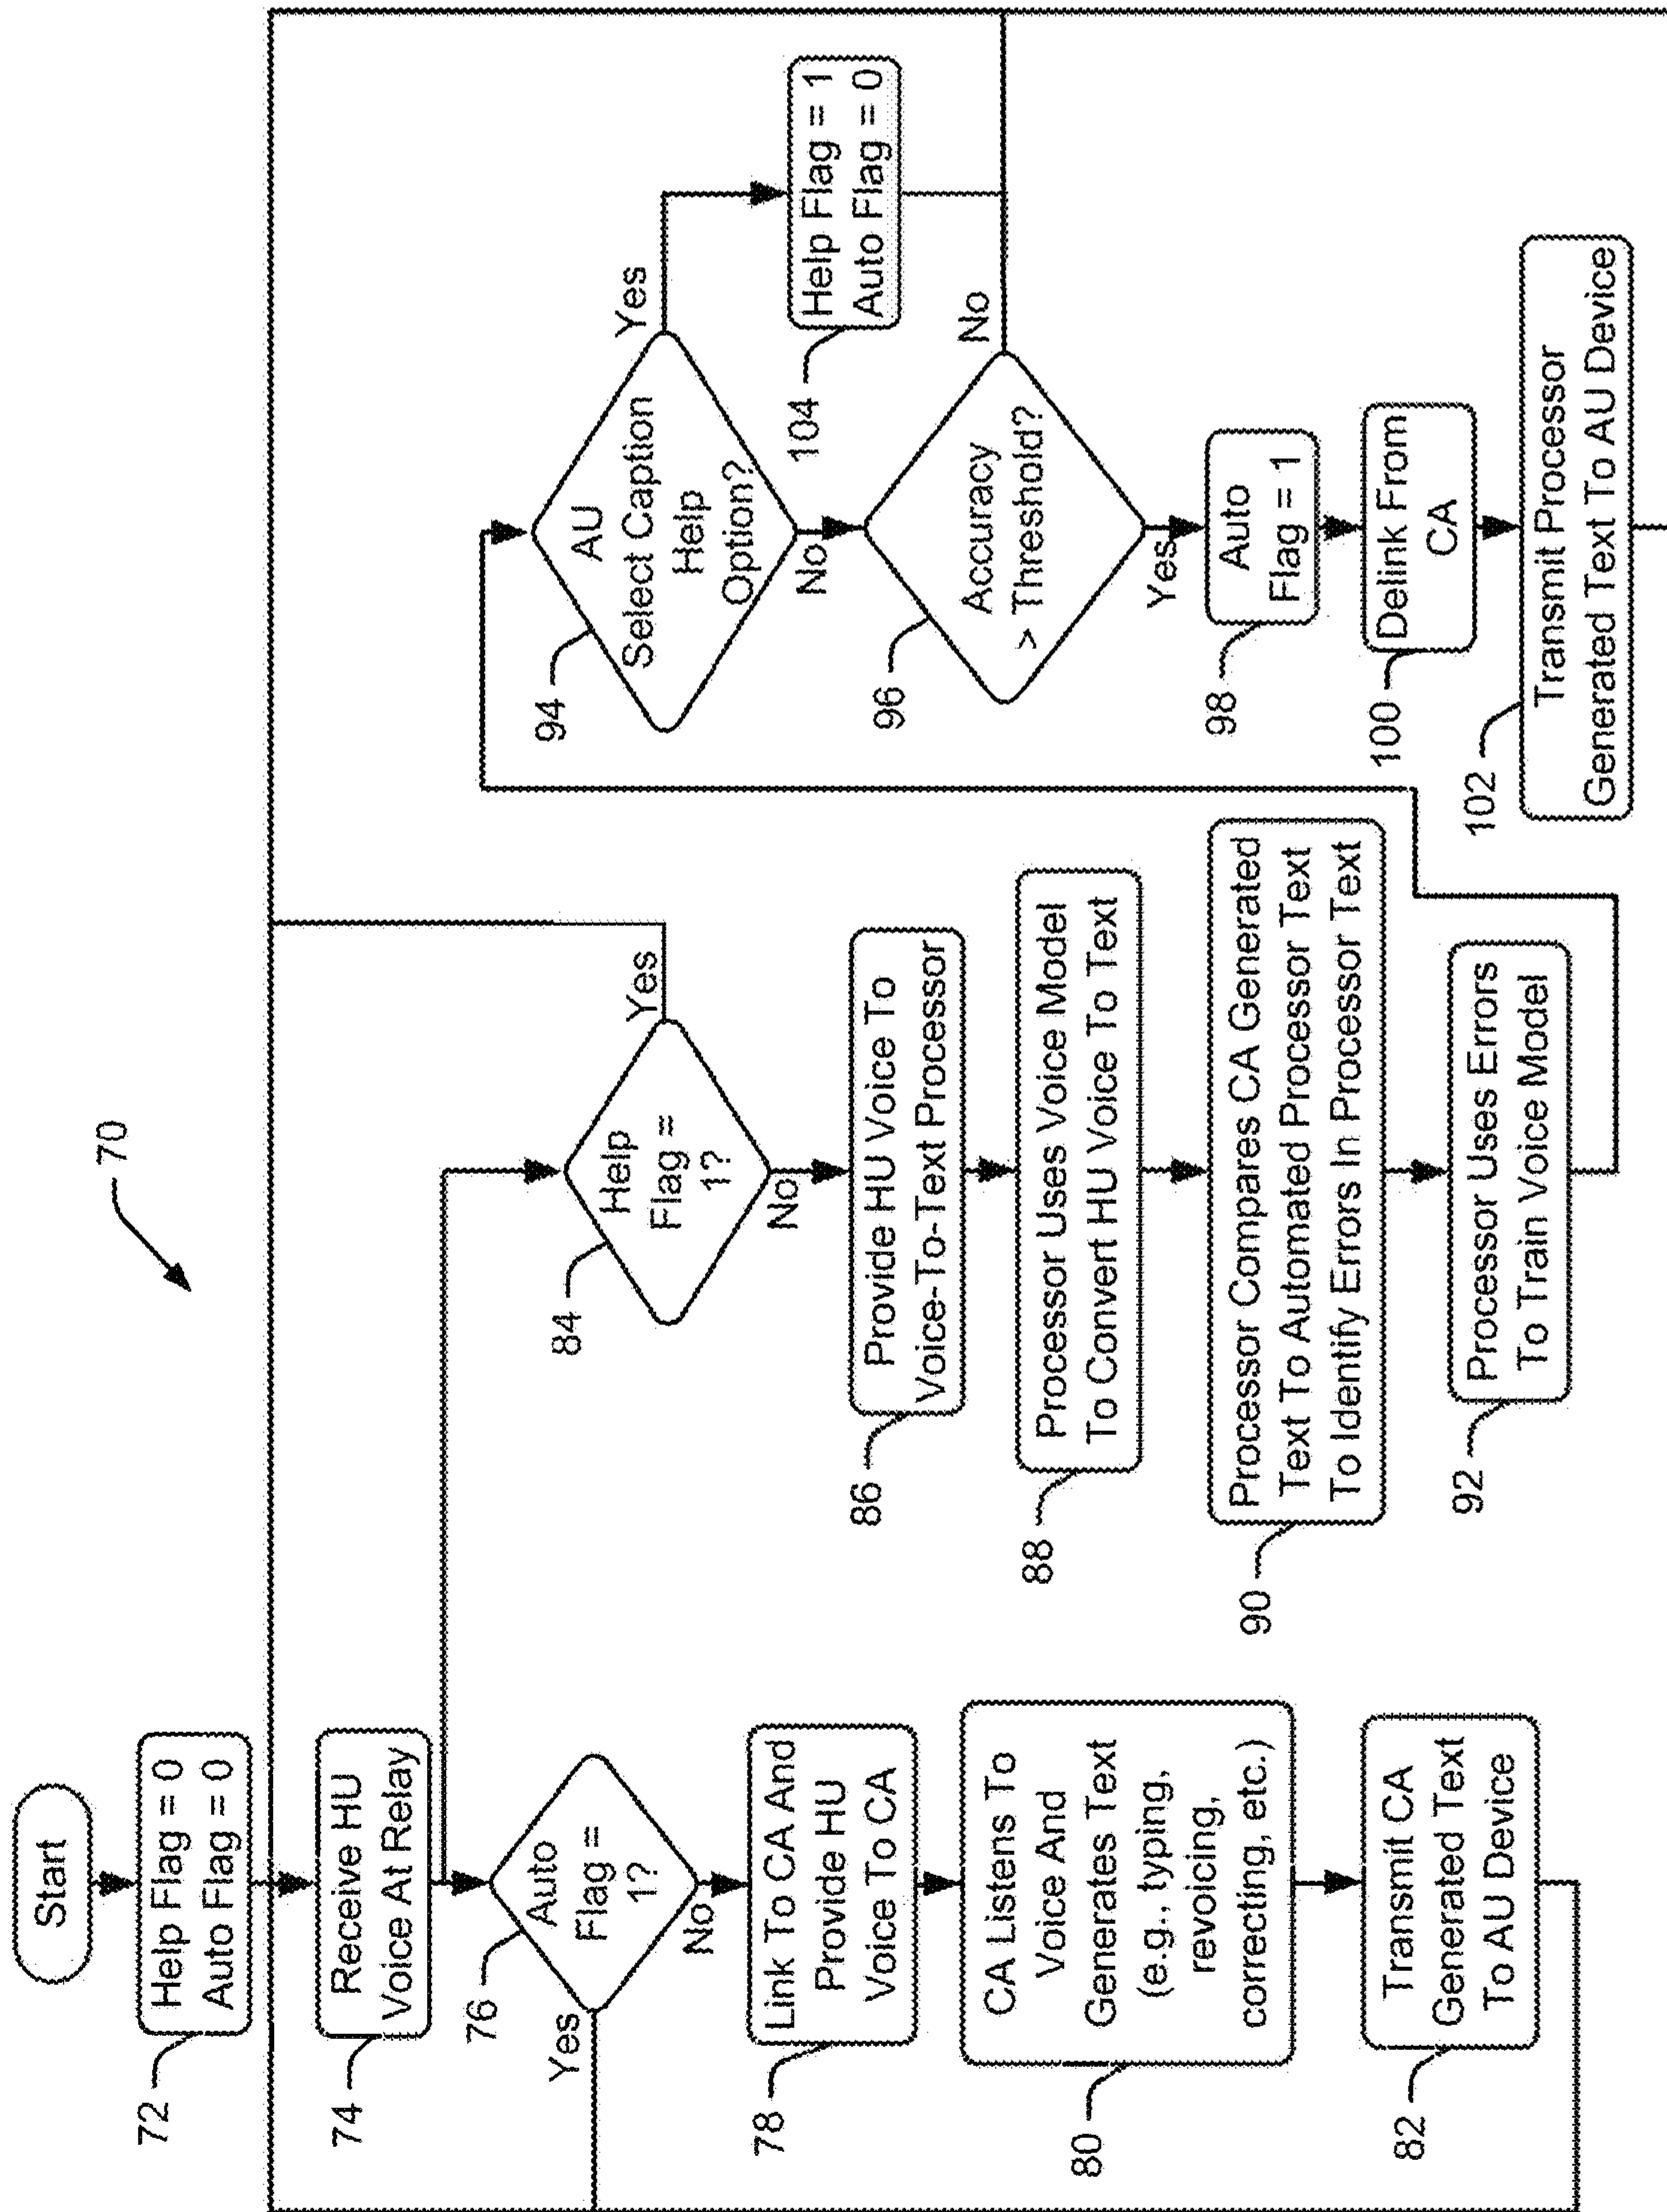 70
Start
72
Help Flag = 0
Auto Flag = 0
74
Receive HU
Voice At Relay
76
Auto
Flag =
1?
Yes
No
78
Link To CA And
Provide HU
Voice To CA
80
CA Listens To
Voice And
Generates Text
(e.g., typing,
revoicing,
correcting, etc.)
82
Transmit CA
Generated Text
To AU Device
84
Help
Flag =
1?
Yes
No
86
Provide HU Voice To
Voice-To-Text Processor
88
Processor Uses Voice Model
To Convert HU Voice To Text
90
Processor Compares CA Generated
Text To Automated Processor Text
To Identify Errors In Processor Text
92
Processor Uses Errors
To Train Voice Model
94
AU
Select Caption
Help
Option?
Yes
No
104
Help Flag = 1
Auto Flag = 0
96
Accuracy
> Threshold?
No
Yes
98
Auto
Flag = 1
100
Delink From
CA
102
Transmit Processor
Generated Text To AU Device